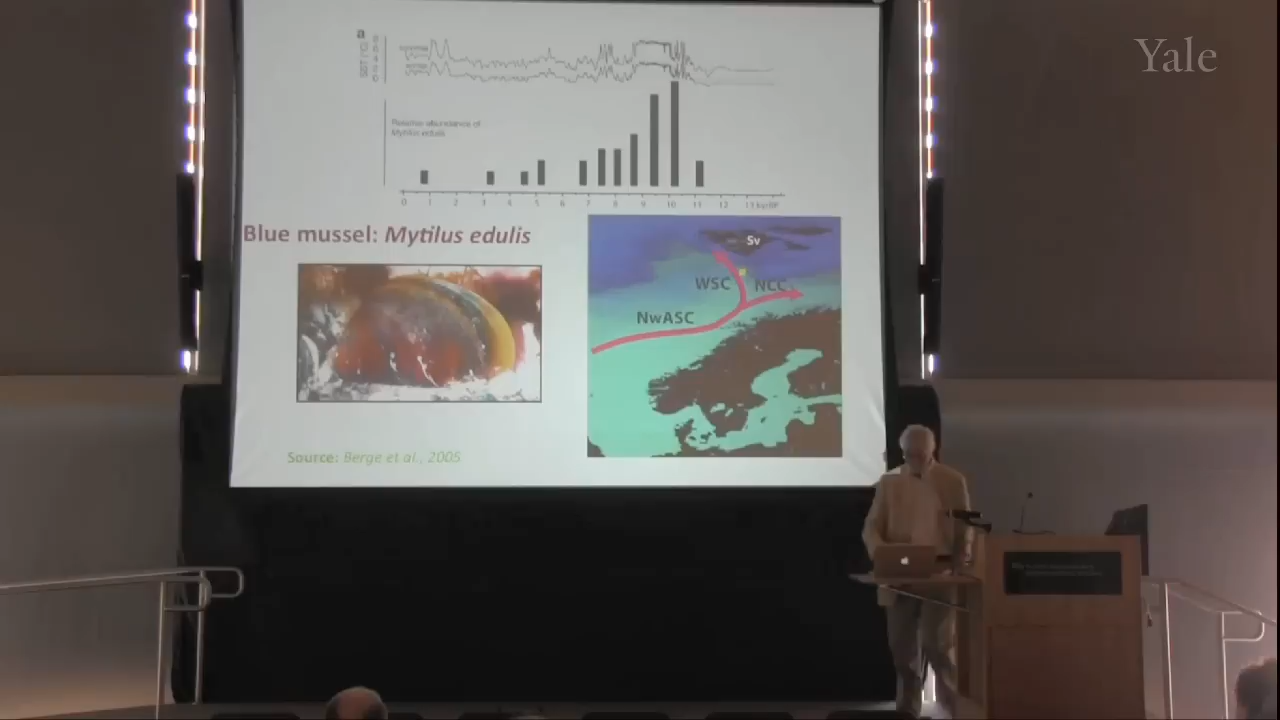 Yale
a
SST (°C)
Relative abundance of
Mytilus edulis
0 1 2 3 4 5 6 7 8 9 10 11 12 13 kyr BP
Blue mussel: Mytilus edulis
Sv
WSC
NCC
NwASC
Source: Berge et al., 2005